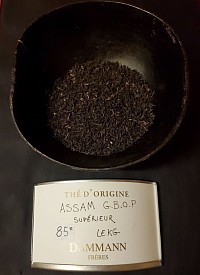 THÉ D'ORIGINE
ASSAM G.B.O.P
SUPÉRIEUR
85€ LE KG
DAMMANN
FRÈRES